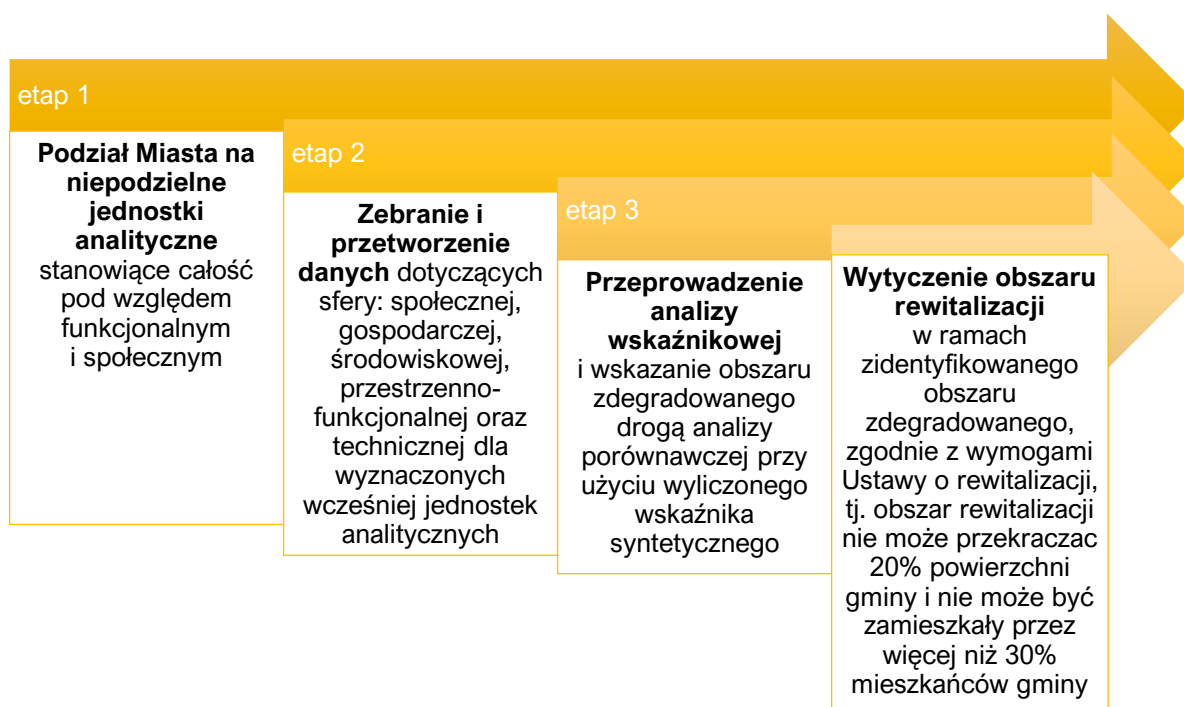 etap 1
Podział Miasta na
niepodzielne
jednostki
analityczne
stanowiące całość
pod względem
funkcjonalnym
i społecznym
etap 2
Zebranie i
przetworzenie
danych dotyczących
sfery: społecznej,
gospodarczej,
środowiskowej,
przestrzenno-
funkcjonalnej oraz
technicznej dla
wyznaczonych
wcześniej jednostek
analitycznych
etap 3
Przeprowadzenie
analizy
wskaźnikowej
i wskazanie obszaru
zdegradowanego
drogą analizy
porównawczej przy
użyciu wyliczonego
wskaźnika
syntetycznego
Wytyczenie obszaru
rewitalizacji
w ramach
zidentyfikowanego
obszaru
zdegradowanego,
zgodnie z wymogami
Ustawy o rewitalizacji,
tj. obszar rewitalizacji
nie może przekraczac
20% powierzchni
gminy i nie może być
zamieszkały przez
więcej niż 30%
mieszkańców gminy